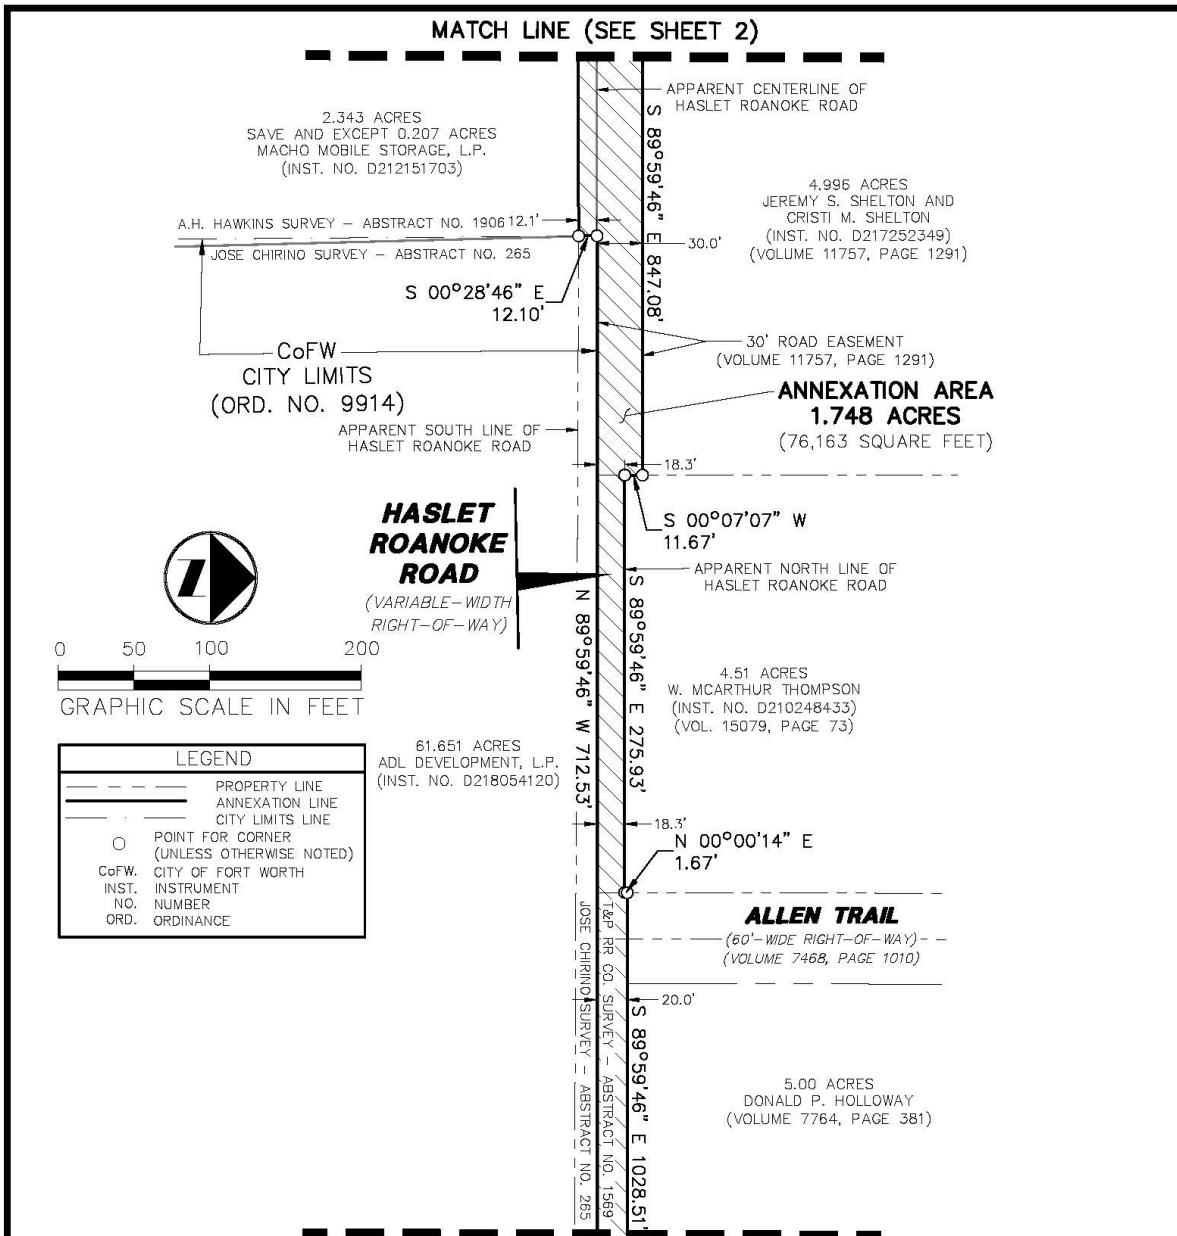 MATCH LINE (SEE SHEET 2)
APPARENT CENTERLINE OF
HASLET ROANOKE ROAD
2.343 ACRES
SAVE AND EXCEPT 0.207 ACRES
MACHO MOBILE STORAGE, L.P.
(INST. NO. D212151703)
S 89°59'46" E 847.08'
4.996 ACRES
JEREMY S. SHELTON AND
CRISTI M. SHELTON
(INST. NO. D217252349)
(VOLUME 11757, PAGE 1291)
A.H. HAWKINS SURVEY – ABSTRACT NO. 1906
12.1'
JOSE CHIRINO SURVEY – ABSTRACT NO. 265
30.0'
S 00°28'46" E
12.10'
30' ROAD EASEMENT
(VOLUME 11757, PAGE 1291)
CoFW
CITY LIMITS
(ORD. NO. 9914)
ANNEXATION AREA
1.748 ACRES
(76,163 SQUARE FEET)
APPARENT SOUTH LINE OF
HASLET ROANOKE ROAD
18.3'
S 00°07'07" W
11.67'
HASLET
ROANOKE
ROAD
(VARIABLE–WIDTH
RIGHT–OF–WAY)
APPARENT NORTH LINE OF
HASLET ROANOKE ROAD
N
N 89°59'46" W 712.53'
S 89°59'46" E 275.93'
0 50 100 200
GRAPHIC SCALE IN FEET
4.51 ACRES
W. MCARTHUR THOMPSON
(INST. NO. D210248433)
(VOL. 15079, PAGE 73)
61.651 ACRES
ADL DEVELOPMENT, L.P.
(INST. NO. D218054120)
LEGEND
PROPERTY LINE
ANNEXATION LINE
CITY LIMITS LINE
POINT FOR CORNER
(UNLESS OTHERWISE NOTED)
CoFW. CITY OF FORT WORTH
INST. INSTRUMENT
NO. NUMBER
ORD. ORDINANCE
18.3'
N 00°00'14" E
1.67'
ALLEN TRAIL
(60'–WIDE RIGHT–OF–WAY)
(VOLUME 7468, PAGE 1010)
JOSE CHIRINO SURVEY – ABSTRACT NO. 265
T&P RR CO. SURVEY – ABSTRACT NO. 1569
20.0'
S 89°59'46" E 1028.51'
5.00 ACRES
DONALD P. HOLLOWAY
(VOLUME 7764, PAGE 381)